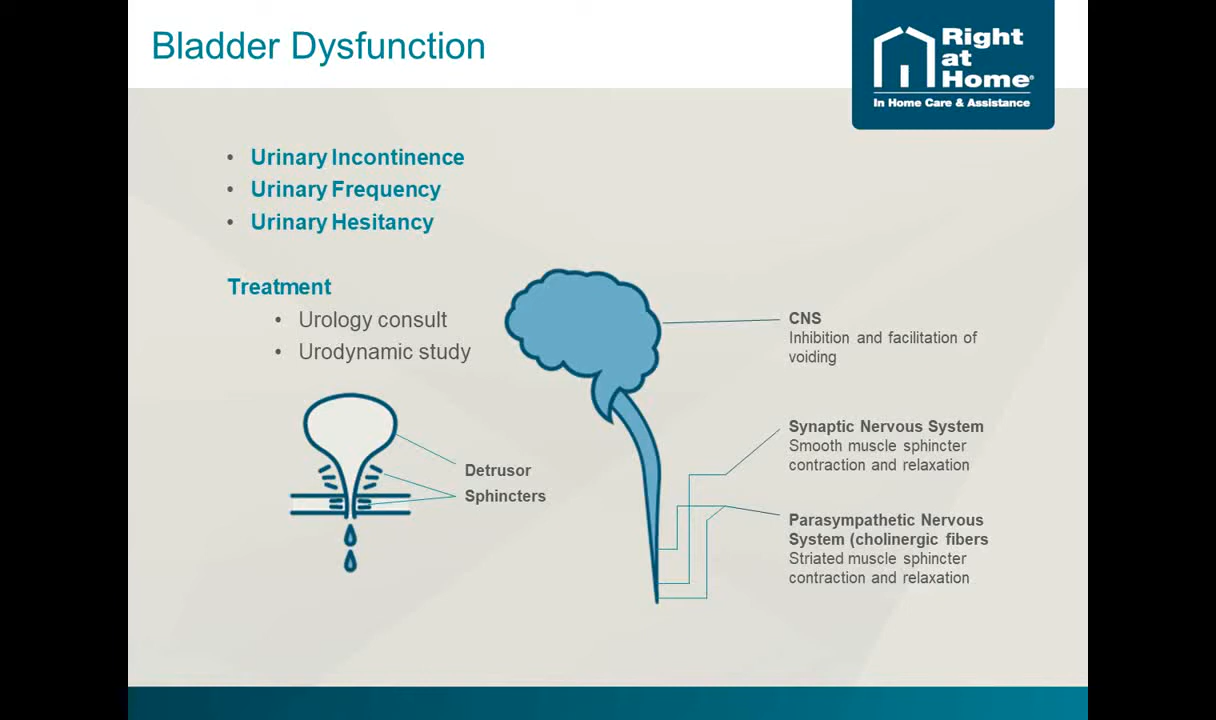 Bladder Dysfunction
Right
at
Home®
In Home Care & Assistance
• Urinary Incontinence
• Urinary Frequency
• Urinary Hesitancy
Treatment
• Urology consult
• Urodynamic study
CNS
Inhibition and facilitation of
voiding
Synaptic Nervous System
Smooth muscle sphincter
contraction and relaxation
Detrusor
Sphincters
Parasympathetic Nervous
System (cholinergic fibers
Striated muscle sphincter
contraction and relaxation